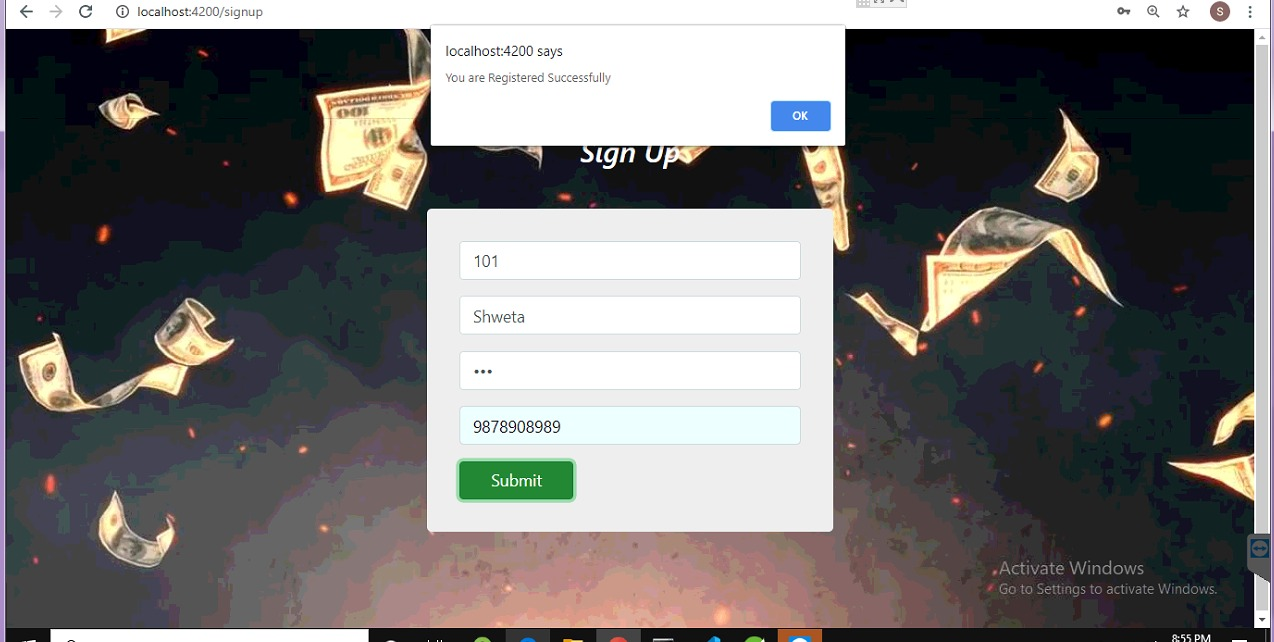 localhost:4200/signup
S
localhost:4200 says
You are Registered Successfully
OK
Sign Up
101
Shweta
•••
9878908989
Submit
Activate Windows
Go to Settings to activate Windows.
8:55 PM